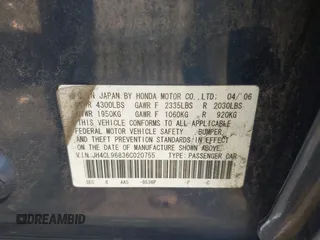 IN JAPAN BY HONDA MOTOR CO.,LTD. 04/06
R 4300LBS GAWR F 2335LBS R 2030LBS
WR 1950KG GAWR F 1060KG R 920KG
THIS VEHICLE CONFORMS TO ALL APPLICABLE
FEDERAL MOTOR VEHICLE SAFETY, BUMPER,
AND THEFT PREVENTION STANDARDS IN EFFECT
ON THE DATE OF MANUFACTURE SHOWN ABOVE.
V.I.N. JH4CL96836C020755 TYPE: PASSENGER CAR
DREAMBID